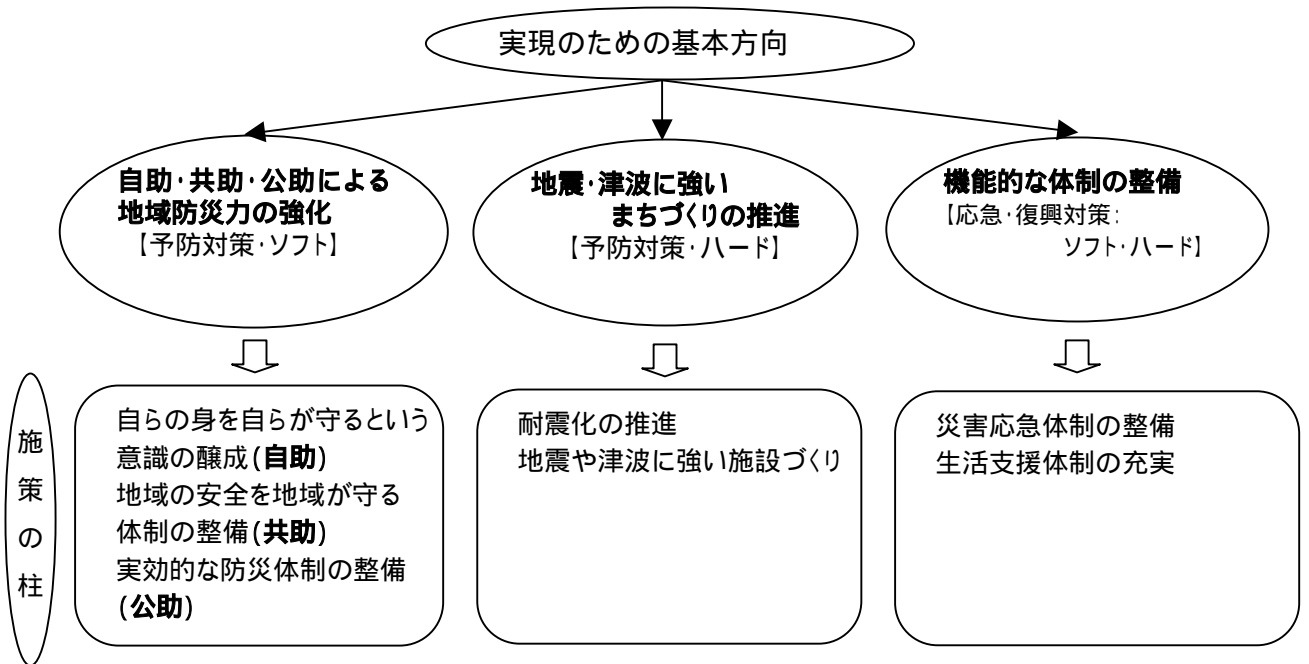 実現のための基本方向
自助・共助・公助による
地域防災力の強化
【予防対策・ソフト】
地震・津波に強い
まちづくりの推進
【予防対策・ハード】
機能的な体制の整備
【応急・復興対策:
ソフト・ハード】
施策の柱
自らの身を自らが守るという
意識の醸成(自助)
地域の安全を地域が守る
体制の整備(共助)
実効的な防災体制の整備
(公助)
耐震化の推進
地震や津波に強い施設づくり
災害応急体制の整備
生活支援体制の充実